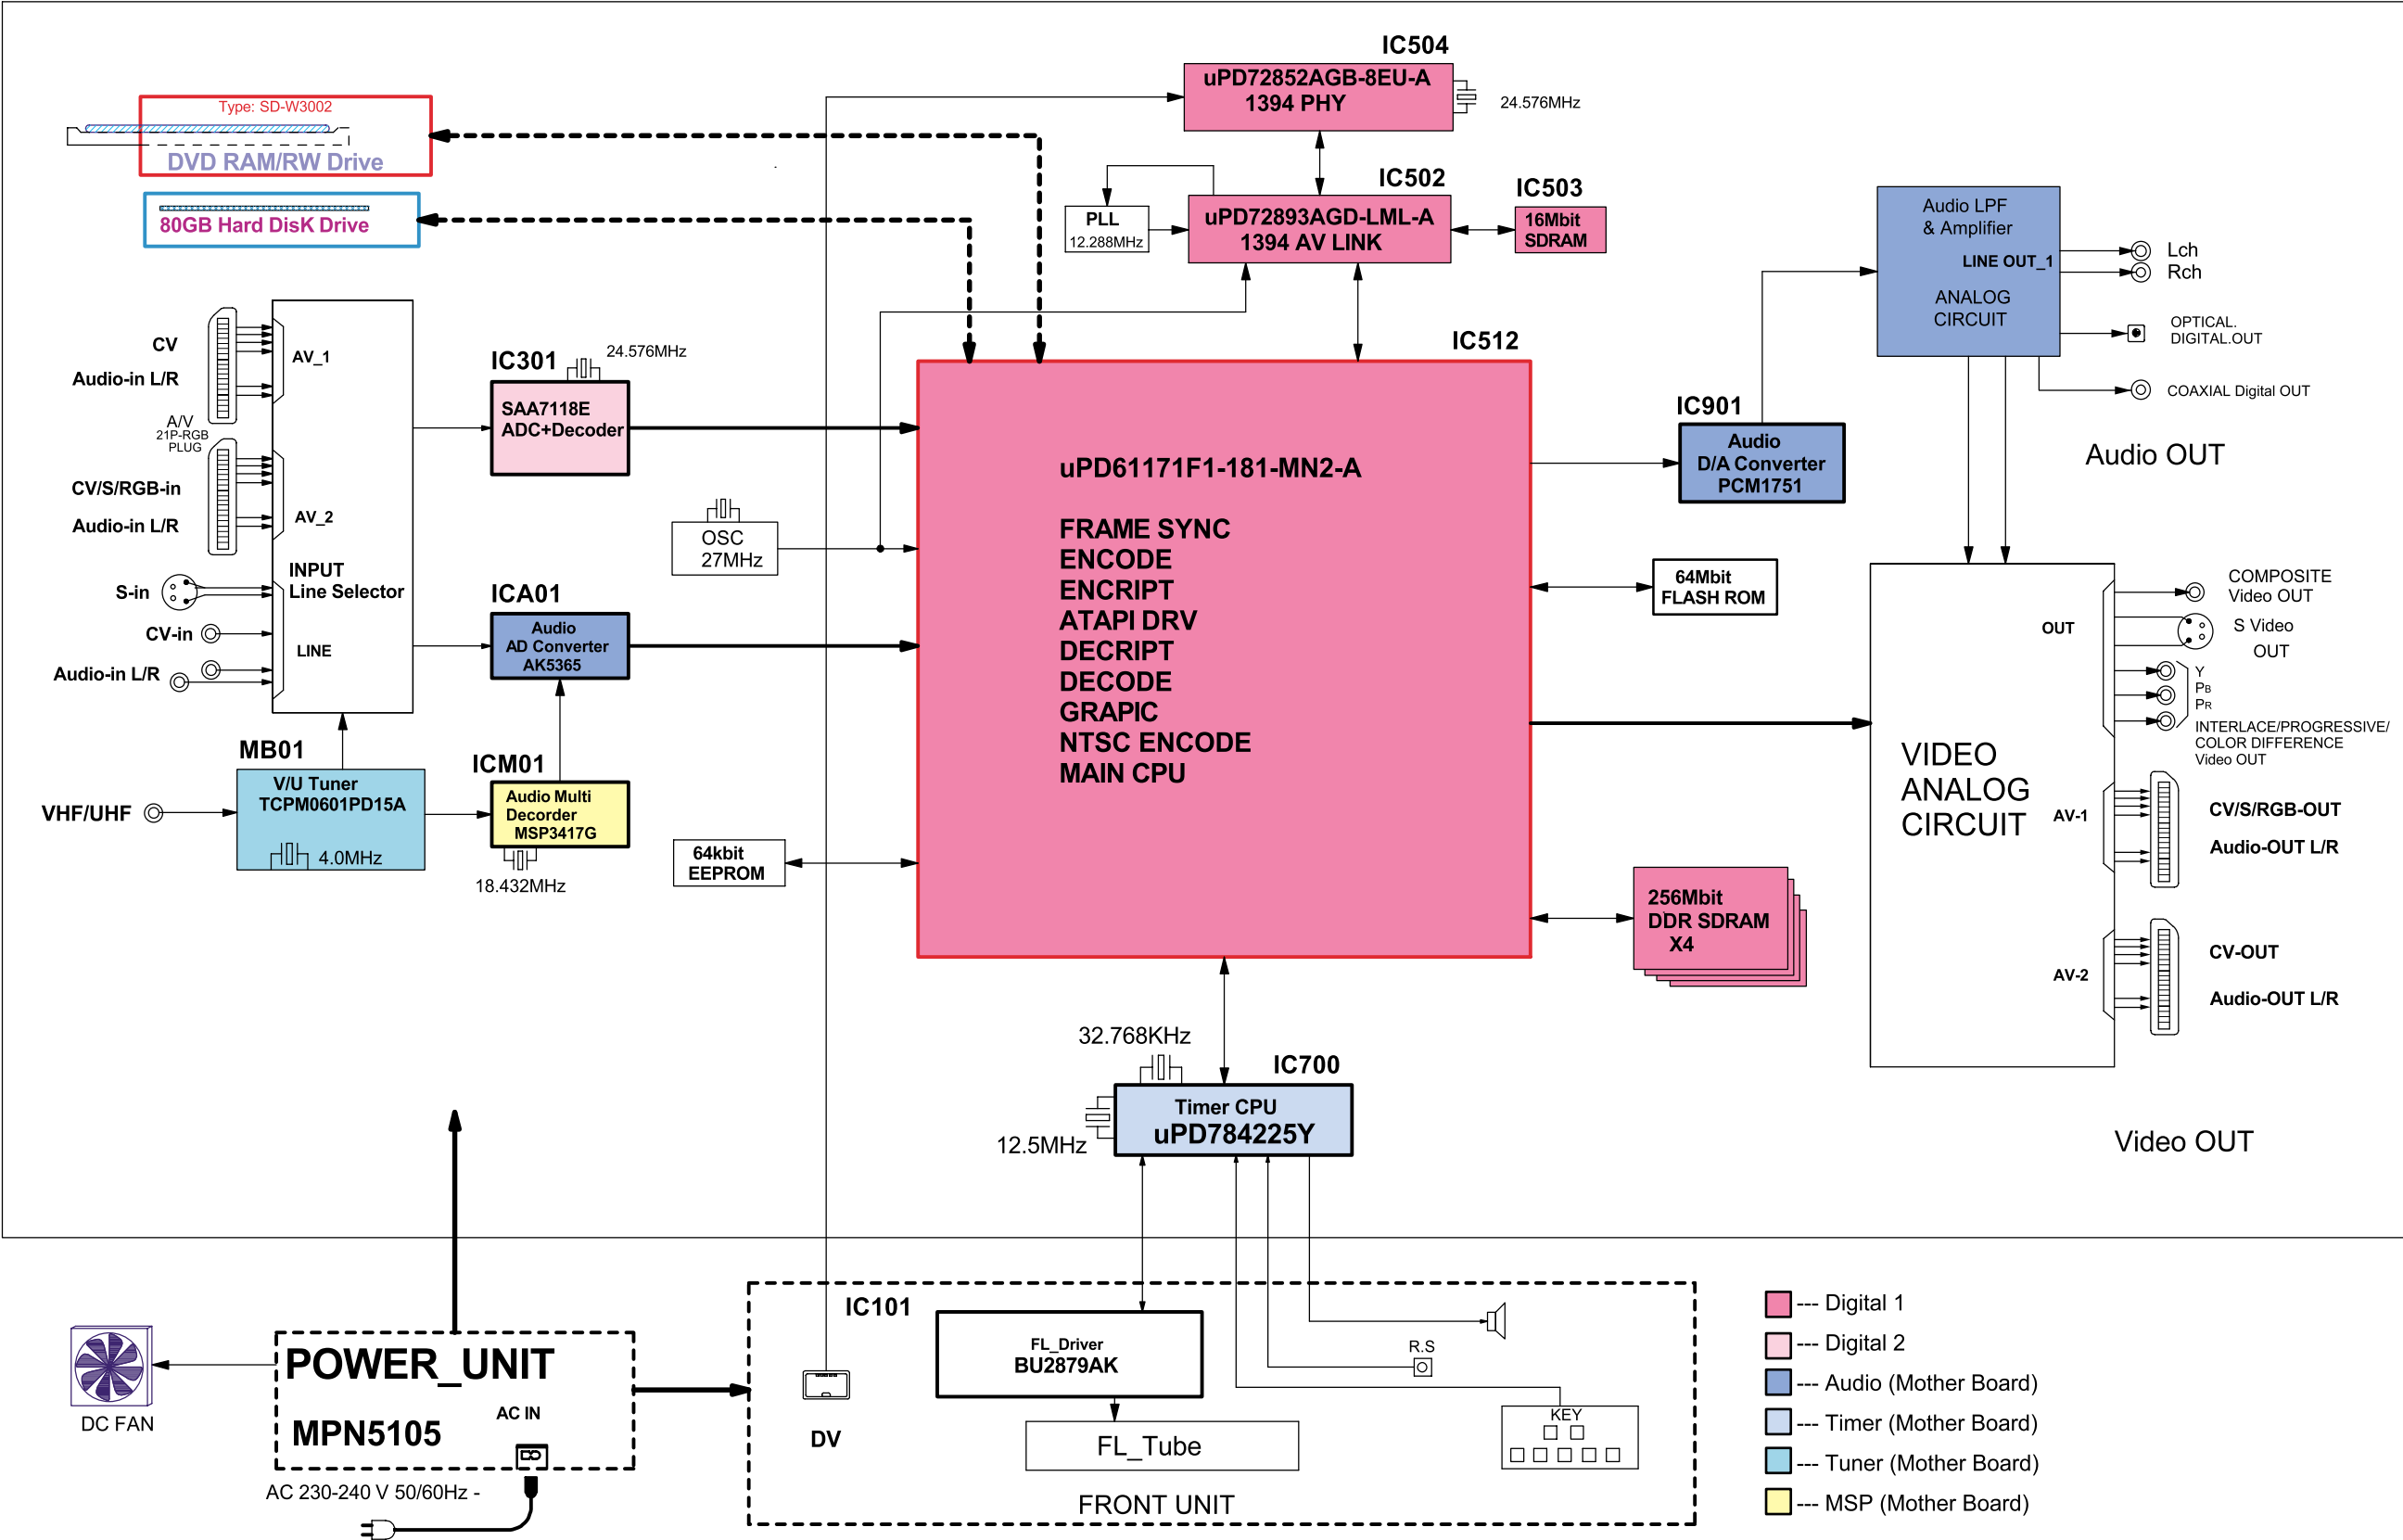 IC504
uPD72852AGB-8EU-A
1394 PHY
24.576MHz
Type: SD-W3002
DVD RAM/RW Drive
80GB Hard DisK Drive
IC502
uPD72893AGD-LML-A
1394 AV LINK
PLL
12.288MHz
IC503
16Mbit
SDRAM
Audio LPF
& Amplifier
LINE OUT_1
ANALOG
CIRCUIT
Lch
Rch
OPTICAL.
DIGITAL.OUT
COAXIAL Digital OUT
Audio OUT
CV
Audio-in L/R
A/V
21P-RGB
PLUG
CV/S/RGB-in
Audio-in L/R
S-in
CV-in
Audio-in L/R
AV_1
AV_2
INPUT
Line Selector
LINE
IC301
24.576MHz
SAA7118E
ADC+Decoder
OSC
27MHz
ICA01
Audio
AD Converter
AK5365
MB01
V/U Tuner
TCPM0601PD15A
4.0MHz
VHF/UHF
ICM01
Audio Multi
Decorder
MSP3417G
18.432MHz
64kbit
EEPROM
IC512
uPD61171F1-181-MN2-A
FRAME SYNC
ENCODE
ENCRIPT
ATAPI DRV
DECRIPT
DECODE
GRAPIC
NTSC ENCODE
MAIN CPU
IC901
Audio
D/A Converter
PCM1751
64Mbit
FLASH ROM
256Mbit
DDR SDRAM
X4
VIDEO
ANALOG
CIRCUIT
OUT
AV-1
AV-2
COMPOSITE
Video OUT
S Video
OUT
Y
PB
PR
INTERLACE/PROGRESSIVE/
COLOR DIFFERENCE
Video OUT
CV/S/RGB-OUT
Audio-OUT L/R
CV-OUT
Audio-OUT L/R
Video OUT
32.768KHz
IC700
Timer CPU
uPD784225Y
12.5MHz
DC FAN
POWER_UNIT
MPN5105
AC IN
AC 230-240 V 50/60Hz -
IC101
FL_Driver
BU2879AK
FL_Tube
DV
R.S
KEY
FRONT UNIT
--- Digital 1
--- Digital 2
--- Audio (Mother Board)
--- Timer (Mother Board)
--- Tuner (Mother Board)
--- MSP (Mother Board)